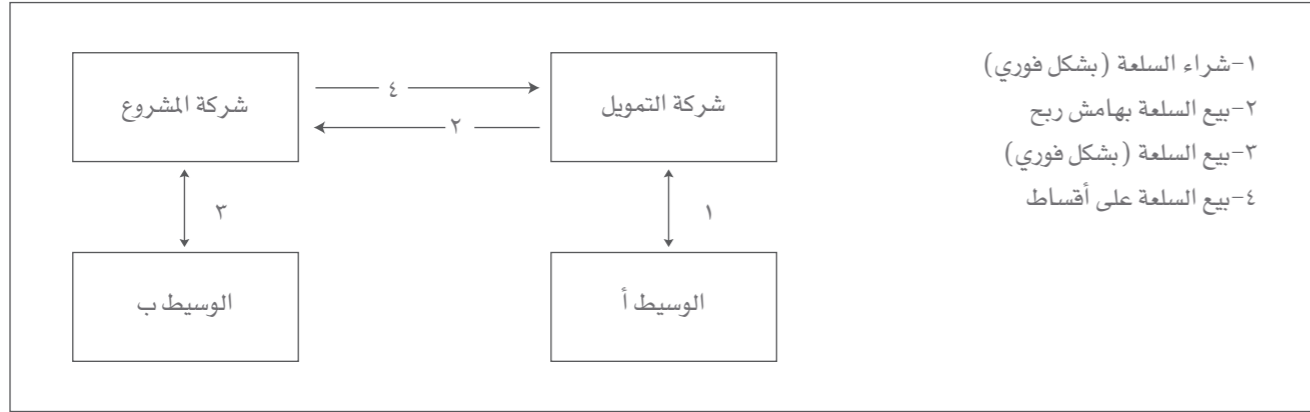 ١-شراء السلعة (بشكل فوري)
٢-بيع السلعة بهامش ربح
٣-بيع السلعة (بشكل فوري)
٤-بيع السلعة على أقساط
شركة التمويل
٤
٢
شركة المشروع
١
٣
الوسيط أ
الوسيط ب